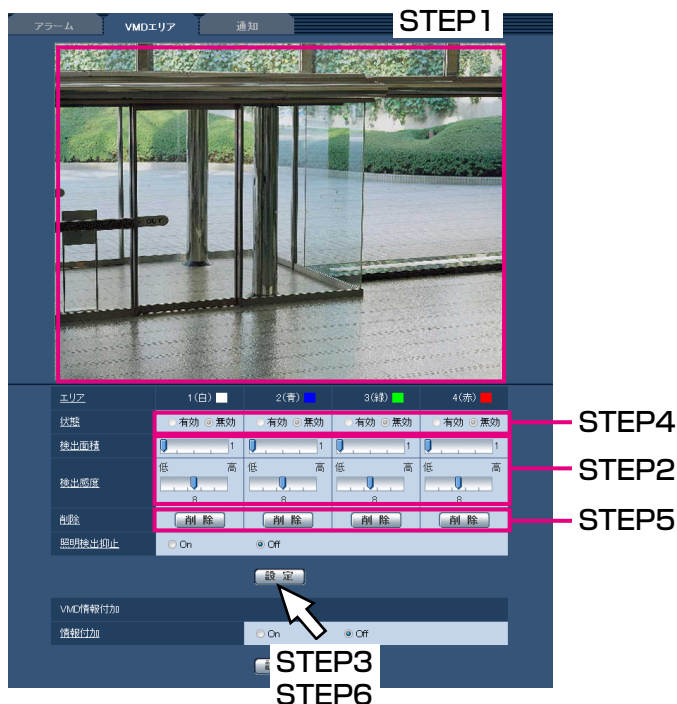 アラーム VMDエリア 通知
STEP1
OUT
エリア 1(白) 2(青) 3(緑) 4(赤)
状態 有効 無効 有効 無効 有効 無効 有効 無効
STEP4
検出面積 1 1 1 1
低 高 低 高 低 高 低 高
STEP2
検出感度
8 8 8 8
削除 削除 削除 削除 削除
STEP5
照明検出抑止 On Off
設定
VMD情報付加
情報付加 On Off
STEP3
STEP6